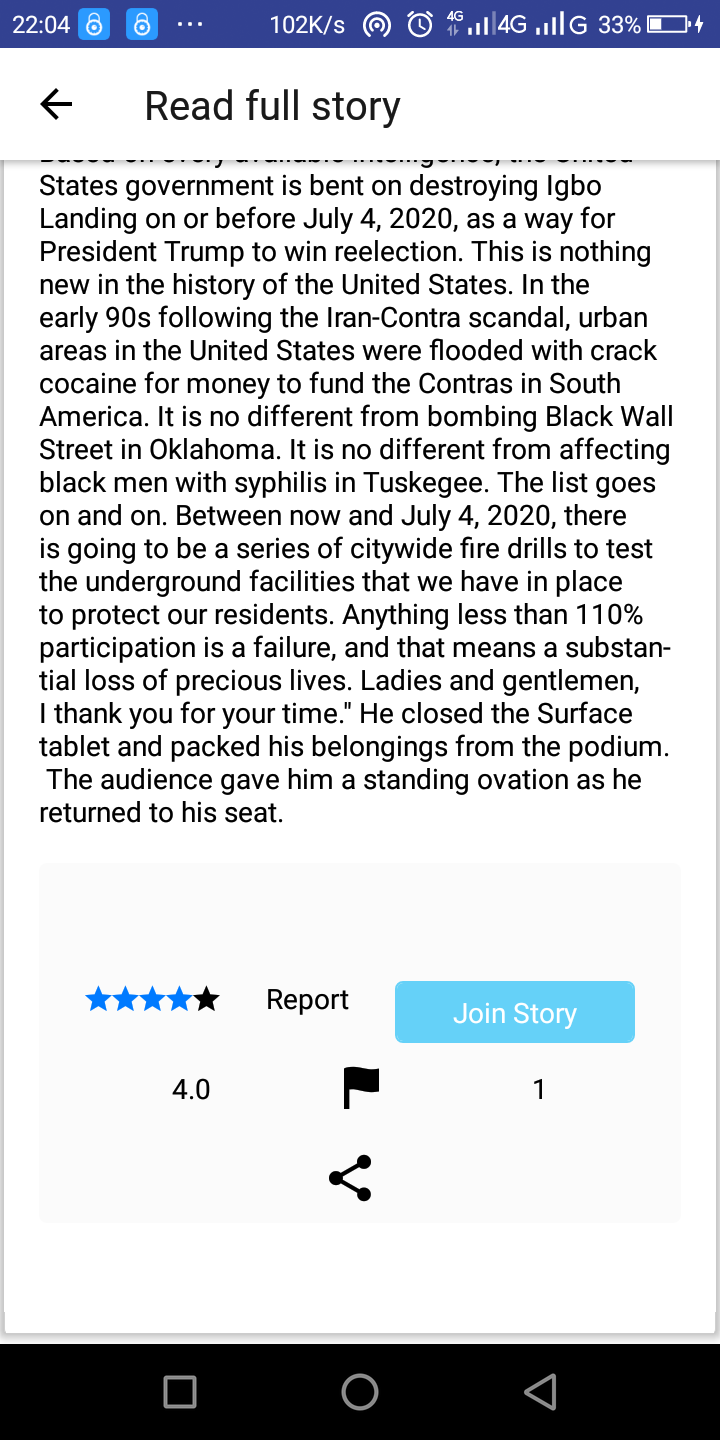 22:04 ... 102K/s 4G 4G G 33%
Read full story
Based on every available intelligence, the United
States government is bent on destroying Igbo
Landing on or before July 4, 2020, as a way for
President Trump to win reelection. This is nothing
new in the history of the United States. In the
early 90s following the Iran-Contra scandal, urban
areas in the United States were flooded with crack
cocaine for money to fund the Contras in South
America. It is no different from bombing Black Wall
Street in Oklahoma. It is no different from affecting
black men with syphilis in Tuskegee. The list goes
on and on. Between now and July 4, 2020, there
is going to be a series of citywide fire drills to test
the underground facilities that we have in place
to protect our residents. Anything less than 110%
participation is a failure, and that means a substan-
tial loss of precious lives. Ladies and gentlemen,
I thank you for your time." He closed the Surface
tablet and packed his belongings from the podium.
The audience gave him a standing ovation as he
returned to his seat.
Report
Join Story
4.0
1